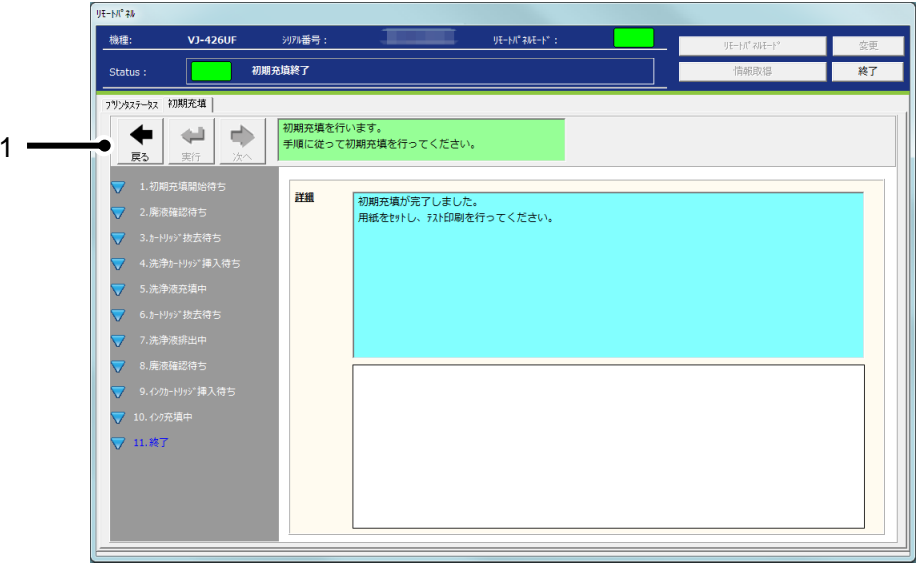 ﾘﾓｰﾄﾊﾟﾈﾙ
機種: VJ-426UF ｼﾘｱﾙ番号： ﾘﾓｰﾄﾊﾟﾈﾙﾓｰﾄﾞ： ﾘﾓｰﾄﾊﾟﾈﾙﾓｰﾄﾞ 変更
Status： 初期充填終了 情報取得 終了
ﾌﾟﾘﾝﾀｽﾃｰﾀｽ 初期充填
1
戻る 実行 次へ
初期充填を行います。
手順に従って初期充填を行ってください。
1.初期充填開始待ち
2.廃液確認待ち
3.ｶｰﾄﾘｯｼﾞ抜去待ち
4.洗浄ｶｰﾄﾘｯｼﾞ挿入待ち
5.洗浄液充填中
6.ｶｰﾄﾘｯｼﾞ抜去待ち
7.洗浄液排出中
8.廃液確認待ち
9.ｲﾝｸｶｰﾄﾘｯｼﾞ挿入待ち
10.ｲﾝｸ充填中
11.終了
詳細
初期充填が完了しました。
用紙をｾｯﾄし、ﾃｽﾄ印刷を行ってください。